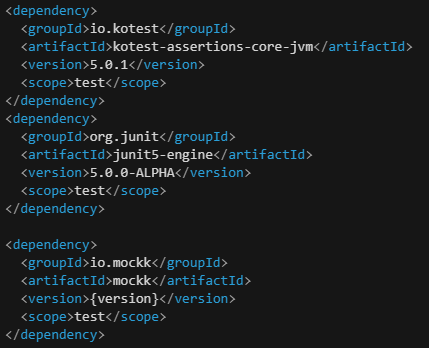 <dependency>
  <groupId>io.kotest</groupId>
  <artifactId>kotest-assertions-core-jvm</artifactId>
  <version>5.0.1</version>
  <scope>test</scope>
</dependency>
<dependency>
  <groupId>org.junit</groupId>
  <artifactId>junit5-engine</artifactId>
  <version>5.0.0-ALPHA</version>
  <scope>test</scope>
</dependency>

<dependency>
  <groupId>io.mockk</groupId>
  <artifactId>mockk</artifactId>
  <version>{version}</version>
  <scope>test</scope>
</dependency>